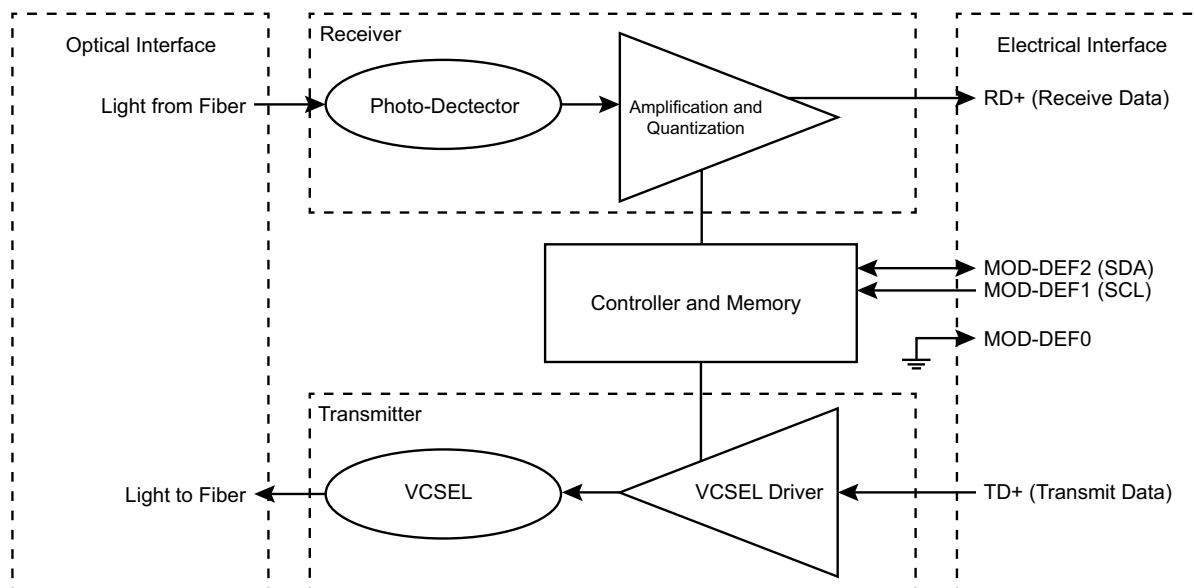 Optical Interface
Receiver
Electrical Interface
Light from Fiber
Photo-Dectector
Amplification and
Quantization
RD+ (Receive Data)
Controller and Memory
MOD-DEF2 (SDA)
MOD-DEF1 (SCL)
MOD-DEF0
Transmitter
Light to Fiber
VCSEL
VCSEL Driver
TD+ (Transmit Data)